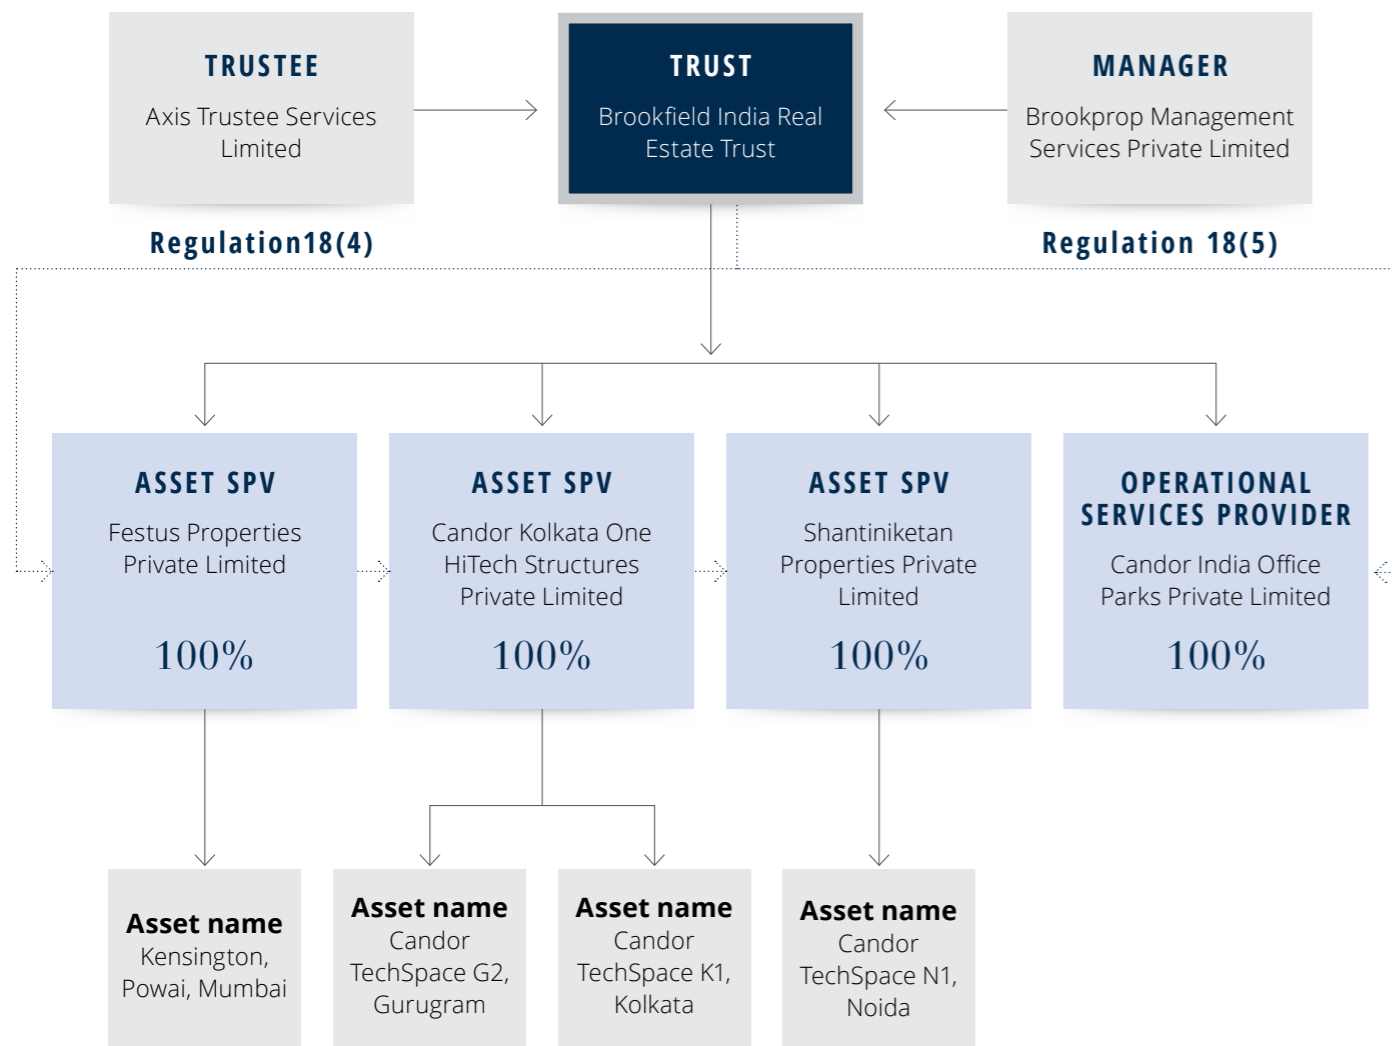 TRUSTEE
Axis Trustee Services
Limited
TRUST
Brookfield India Real
Estate Trust
MANAGER
Brookprop Management
Services Private Limited
Regulation18(4)
Regulation 18(5)
ASSET SPV
Festus Properties
Private Limited
100%
ASSET SPV
Candor Kolkata One
HiTech Structures
Private Limited
100%
ASSET SPV
Shantiniketan
Properties Private
Limited
100%
OPERATIONAL
SERVICES PROVIDER
Candor India Office
Parks Private Limited
100%
Asset name
Kensington,
Powai, Mumbai
Asset name
Candor
TechSpace G2,
Gurugram
Asset name
Candor
TechSpace K1,
Kolkata
Asset name
Candor
TechSpace N1,
Noida